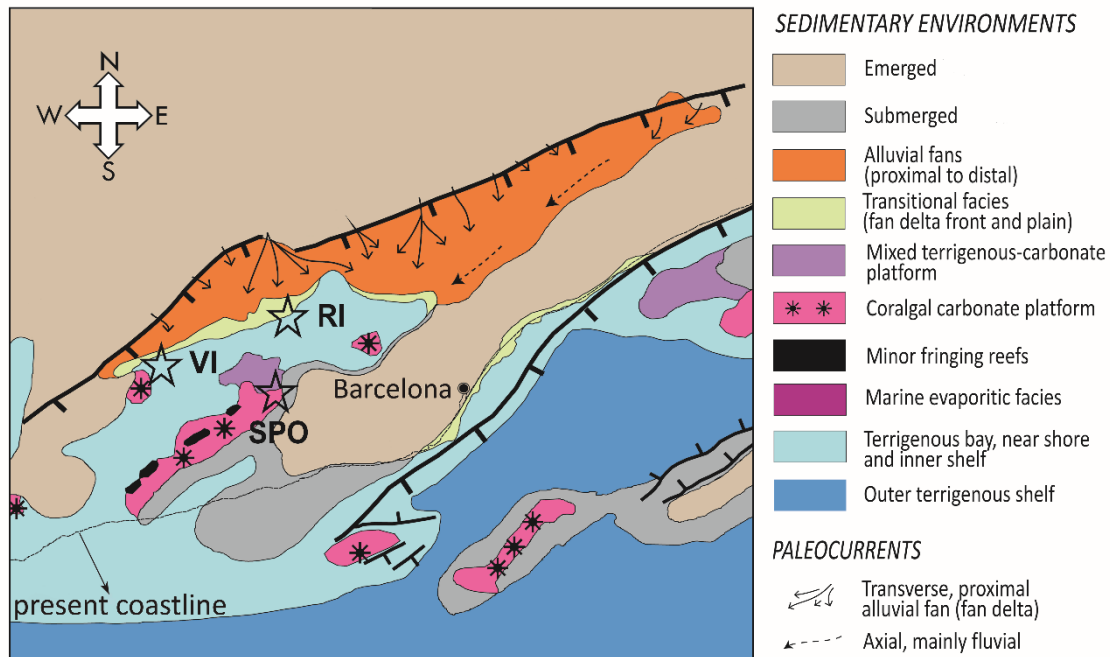 N
W
E
S
RI
VI
Barcelona
SPO
present coastline
SEDIMENTARY ENVIRONMENTS
Emerged
Submerged
Alluvial fans
(proximal to distal)
Transitional facies
(fan delta front and plain)
Mixed terrigenous-carbonate
platform
Coralgal carbonate platform
Minor fringing reefs
Marine evaporitic facies
Terrigenous bay, near shore
and inner shelf
Outer terrigenous shelf
PALEOCURRENTS
Transverse, proximal
alluvial fan (fan delta)
Axial, mainly fluvial